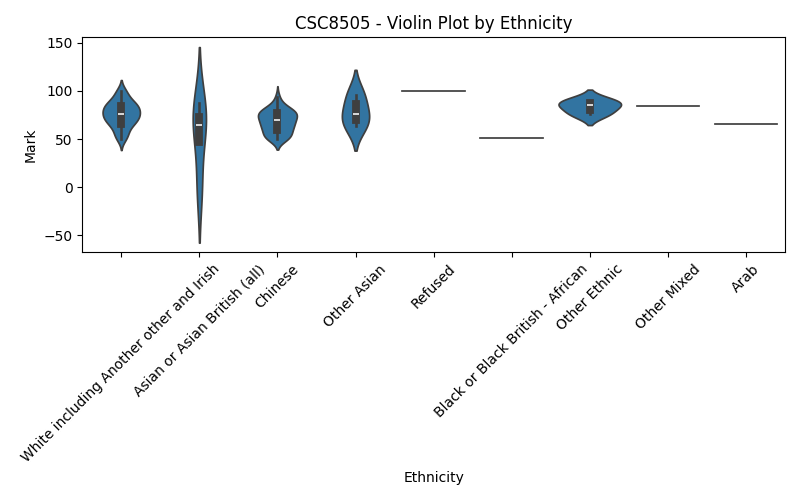 CSC8505 - Violin Plot by Ethnicity
150
100
50
0
−50
Mark
White including Another other and Irish
Asian or Asian British (all)
Chinese
Other Asian
Refused
Black or Black British - African
Other Ethnic
Other Mixed
Arab
Ethnicity